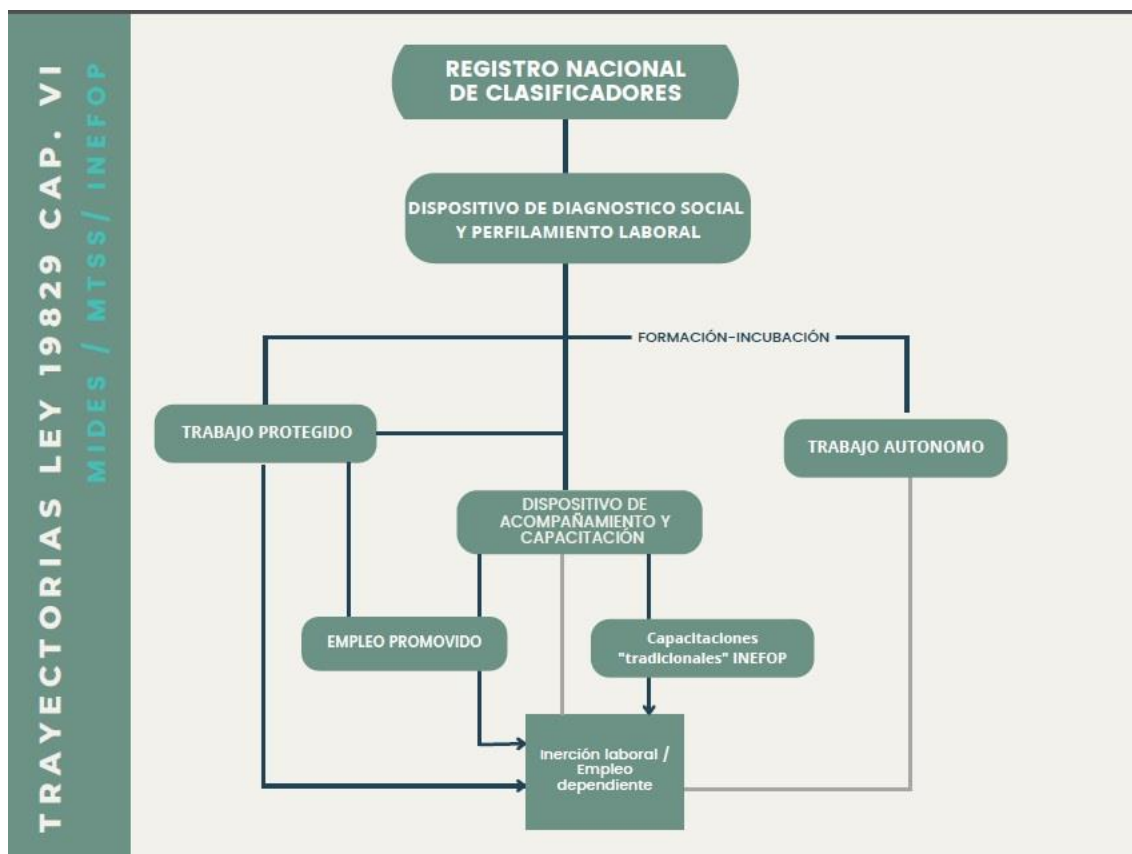 TRAYECTORIAS LEY 19829 CAP. VI
MIDES / MTSS/ INEFOP
REGISTRO NACIONAL
DE CLASIFICADORES
DISPOSITIVO DE DIAGNOSTICO SOCIAL
Y PERFILAMIENTO LABORAL
FORMACIÓN-INCUBACIÓN
TRABAJO PROTEGIDO
TRABAJO AUTONOMO
DISPOSITIVO DE
ACOMPAÑAMIENTO Y
CAPACITACIÓN
EMPLEO PROMOVIDO
Capacitaciones
"tradicionales" INEFOP
Inerción laboral /
Empleo
dependiente